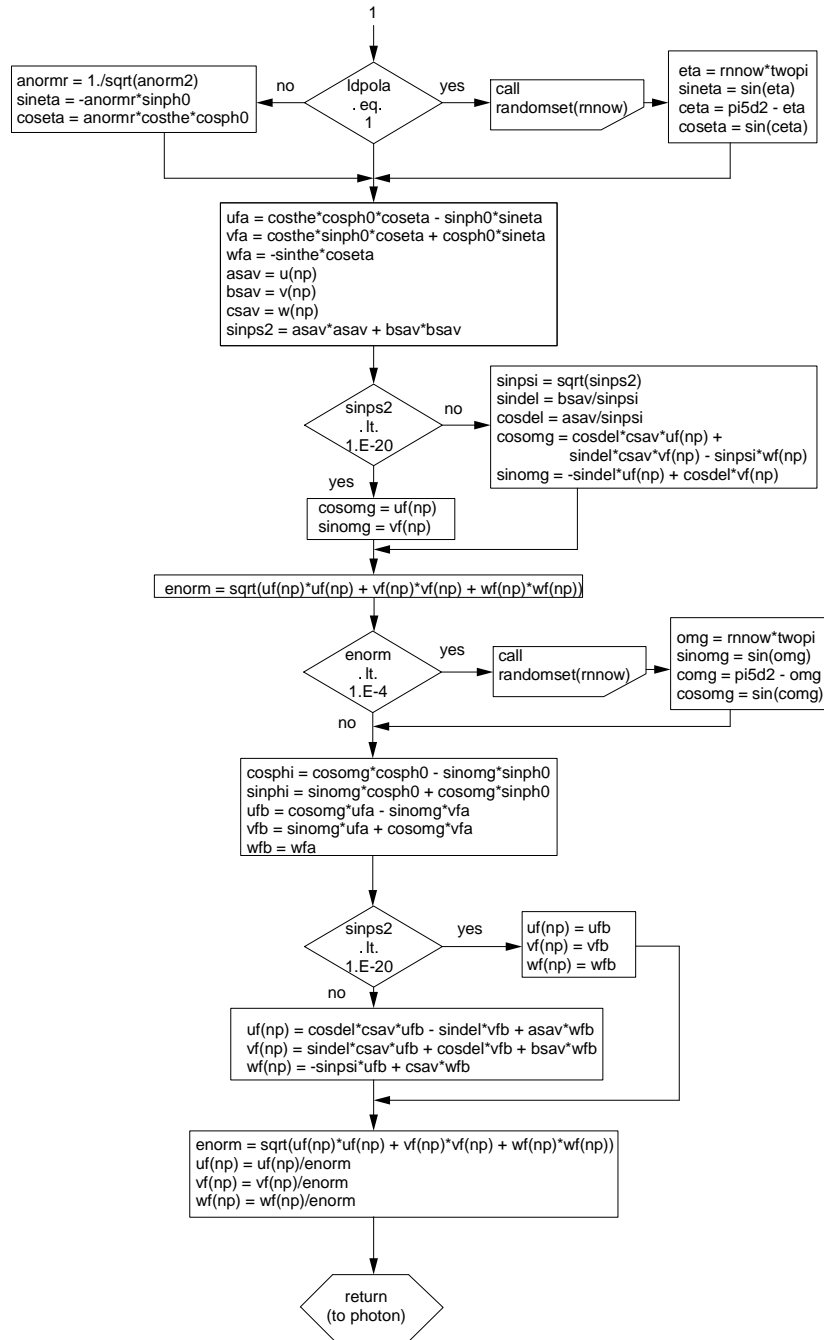 1
ldpola
. eq.
1
no
yes
anormr = 1./sqrt(anorm2)
sineta = -anormr*sinph0
coseta = anormr*costhe*cosph0
call
randomset(rnnow)
eta = rnnow*twopi
sineta = sin(eta)
ceta = pi5d2 - eta
coseta = sin(ceta)
ufa = costhe*cosph0*coseta - sinph0*sineta
vfa = costhe*sinph0*coseta + cosph0*sineta
wfa = -sinthe*coseta
asav = u(np)
bsav = v(np)
csav = w(np)
sinps2 = asav*asav + bsav*bsav
sinps2
. lt.
1.E-20
no
yes
sinpsi = sqrt(sinps2)
sindel = bsav/sinpsi
cosdel = asav/sinpsi
cosomg = cosdel*csav*uf(np) +
sindel*csav*vf(np) - sinpsi*wf(np)
sinomg = -sindel*uf(np) + cosdel*vf(np)
cosomg = uf(np)
sinomg = vf(np)
enorm = sqrt(uf(np)*uf(np) + vf(np)*vf(np) + wf(np)*wf(np))
enorm
. lt.
1.E-4
yes
no
call
randomset(rnnow)
omg = rnnow*twopi
sinomg = sin(omg)
comg = pi5d2 - omg
cosomg = sin(comg)
cosphi = cosomg*cosph0 - sinomg*sinph0
sinphi = sinomg*cosph0 + cosomg*sinph0
ufb = cosomg*ufa - sinomg*vfa
vfb = sinomg*ufa + cosomg*vfa
wfb = wfa
sinps2
. lt.
1.E-20
yes
no
uf(np) = ufb
vf(np) = vfb
wf(np) = wfb
uf(np) = cosdel*csav*ufb - sindel*vfb + asav*wfb
vf(np) = sindel*csav*ufb + cosdel*vfb + bsav*wfb
wf(np) = -sinpsi*ufb + csav*wfb
enorm = sqrt(uf(np)*uf(np) + vf(np)*vf(np) + wf(np)*wf(np))
uf(np) = uf(np)/enorm
vf(np) = vf(np)/enorm
wf(np) = wf(np)/enorm
return
(to photon)